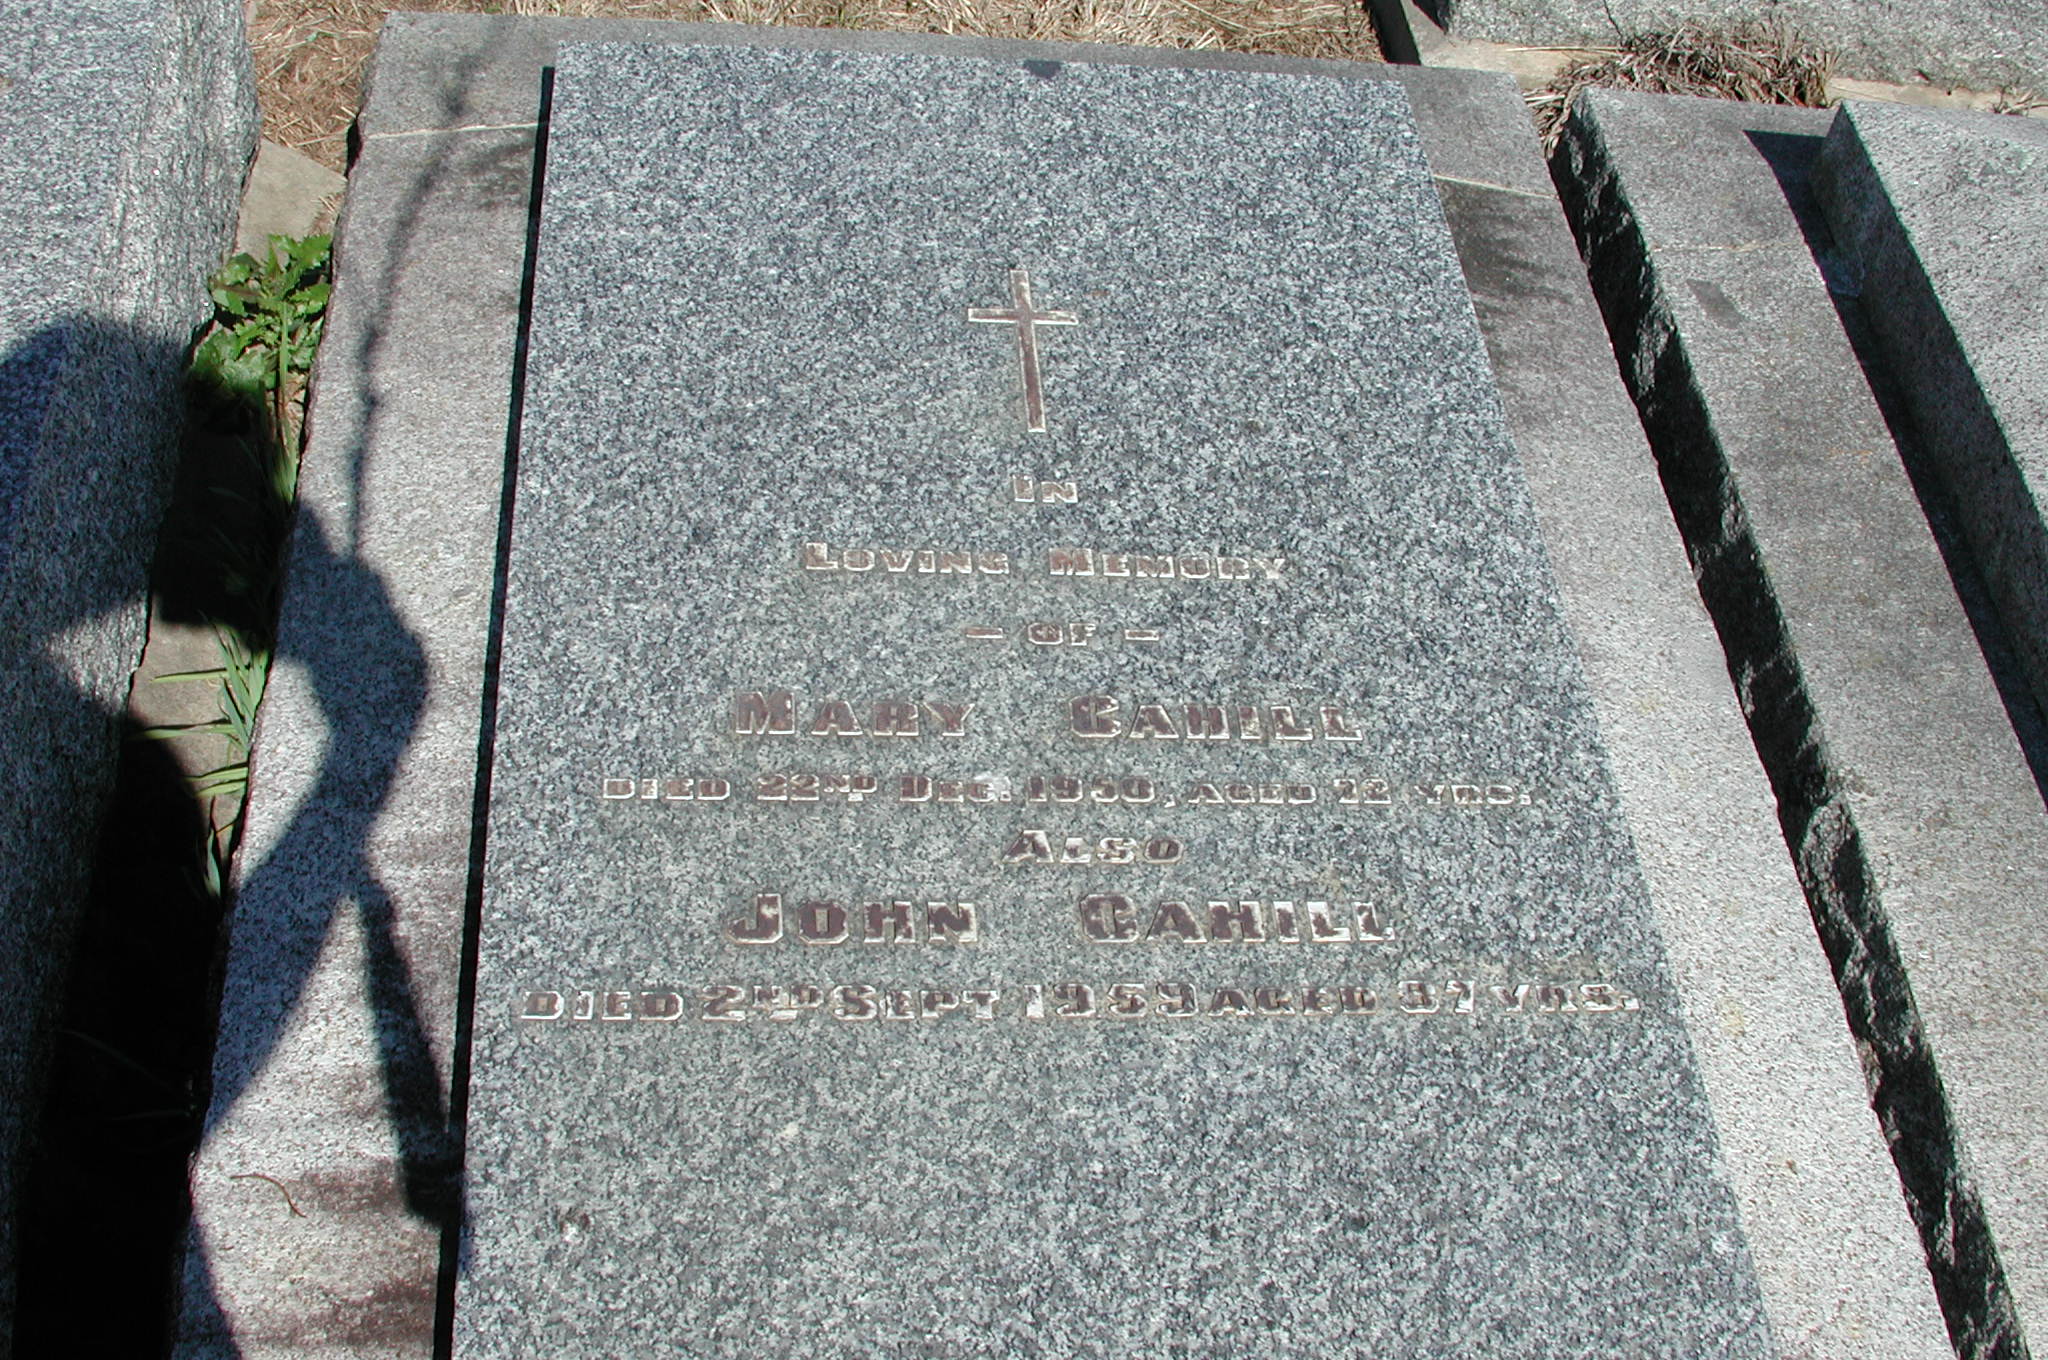 IN
LOVING MEMORY
- OF -
MARY CAHILL
DIED 22ND DEC. 1950, AGED 72 YRS.
ALSO
JOHN CAHILL
DIED 2ND SEPT 1959 AGED 87 YRS.